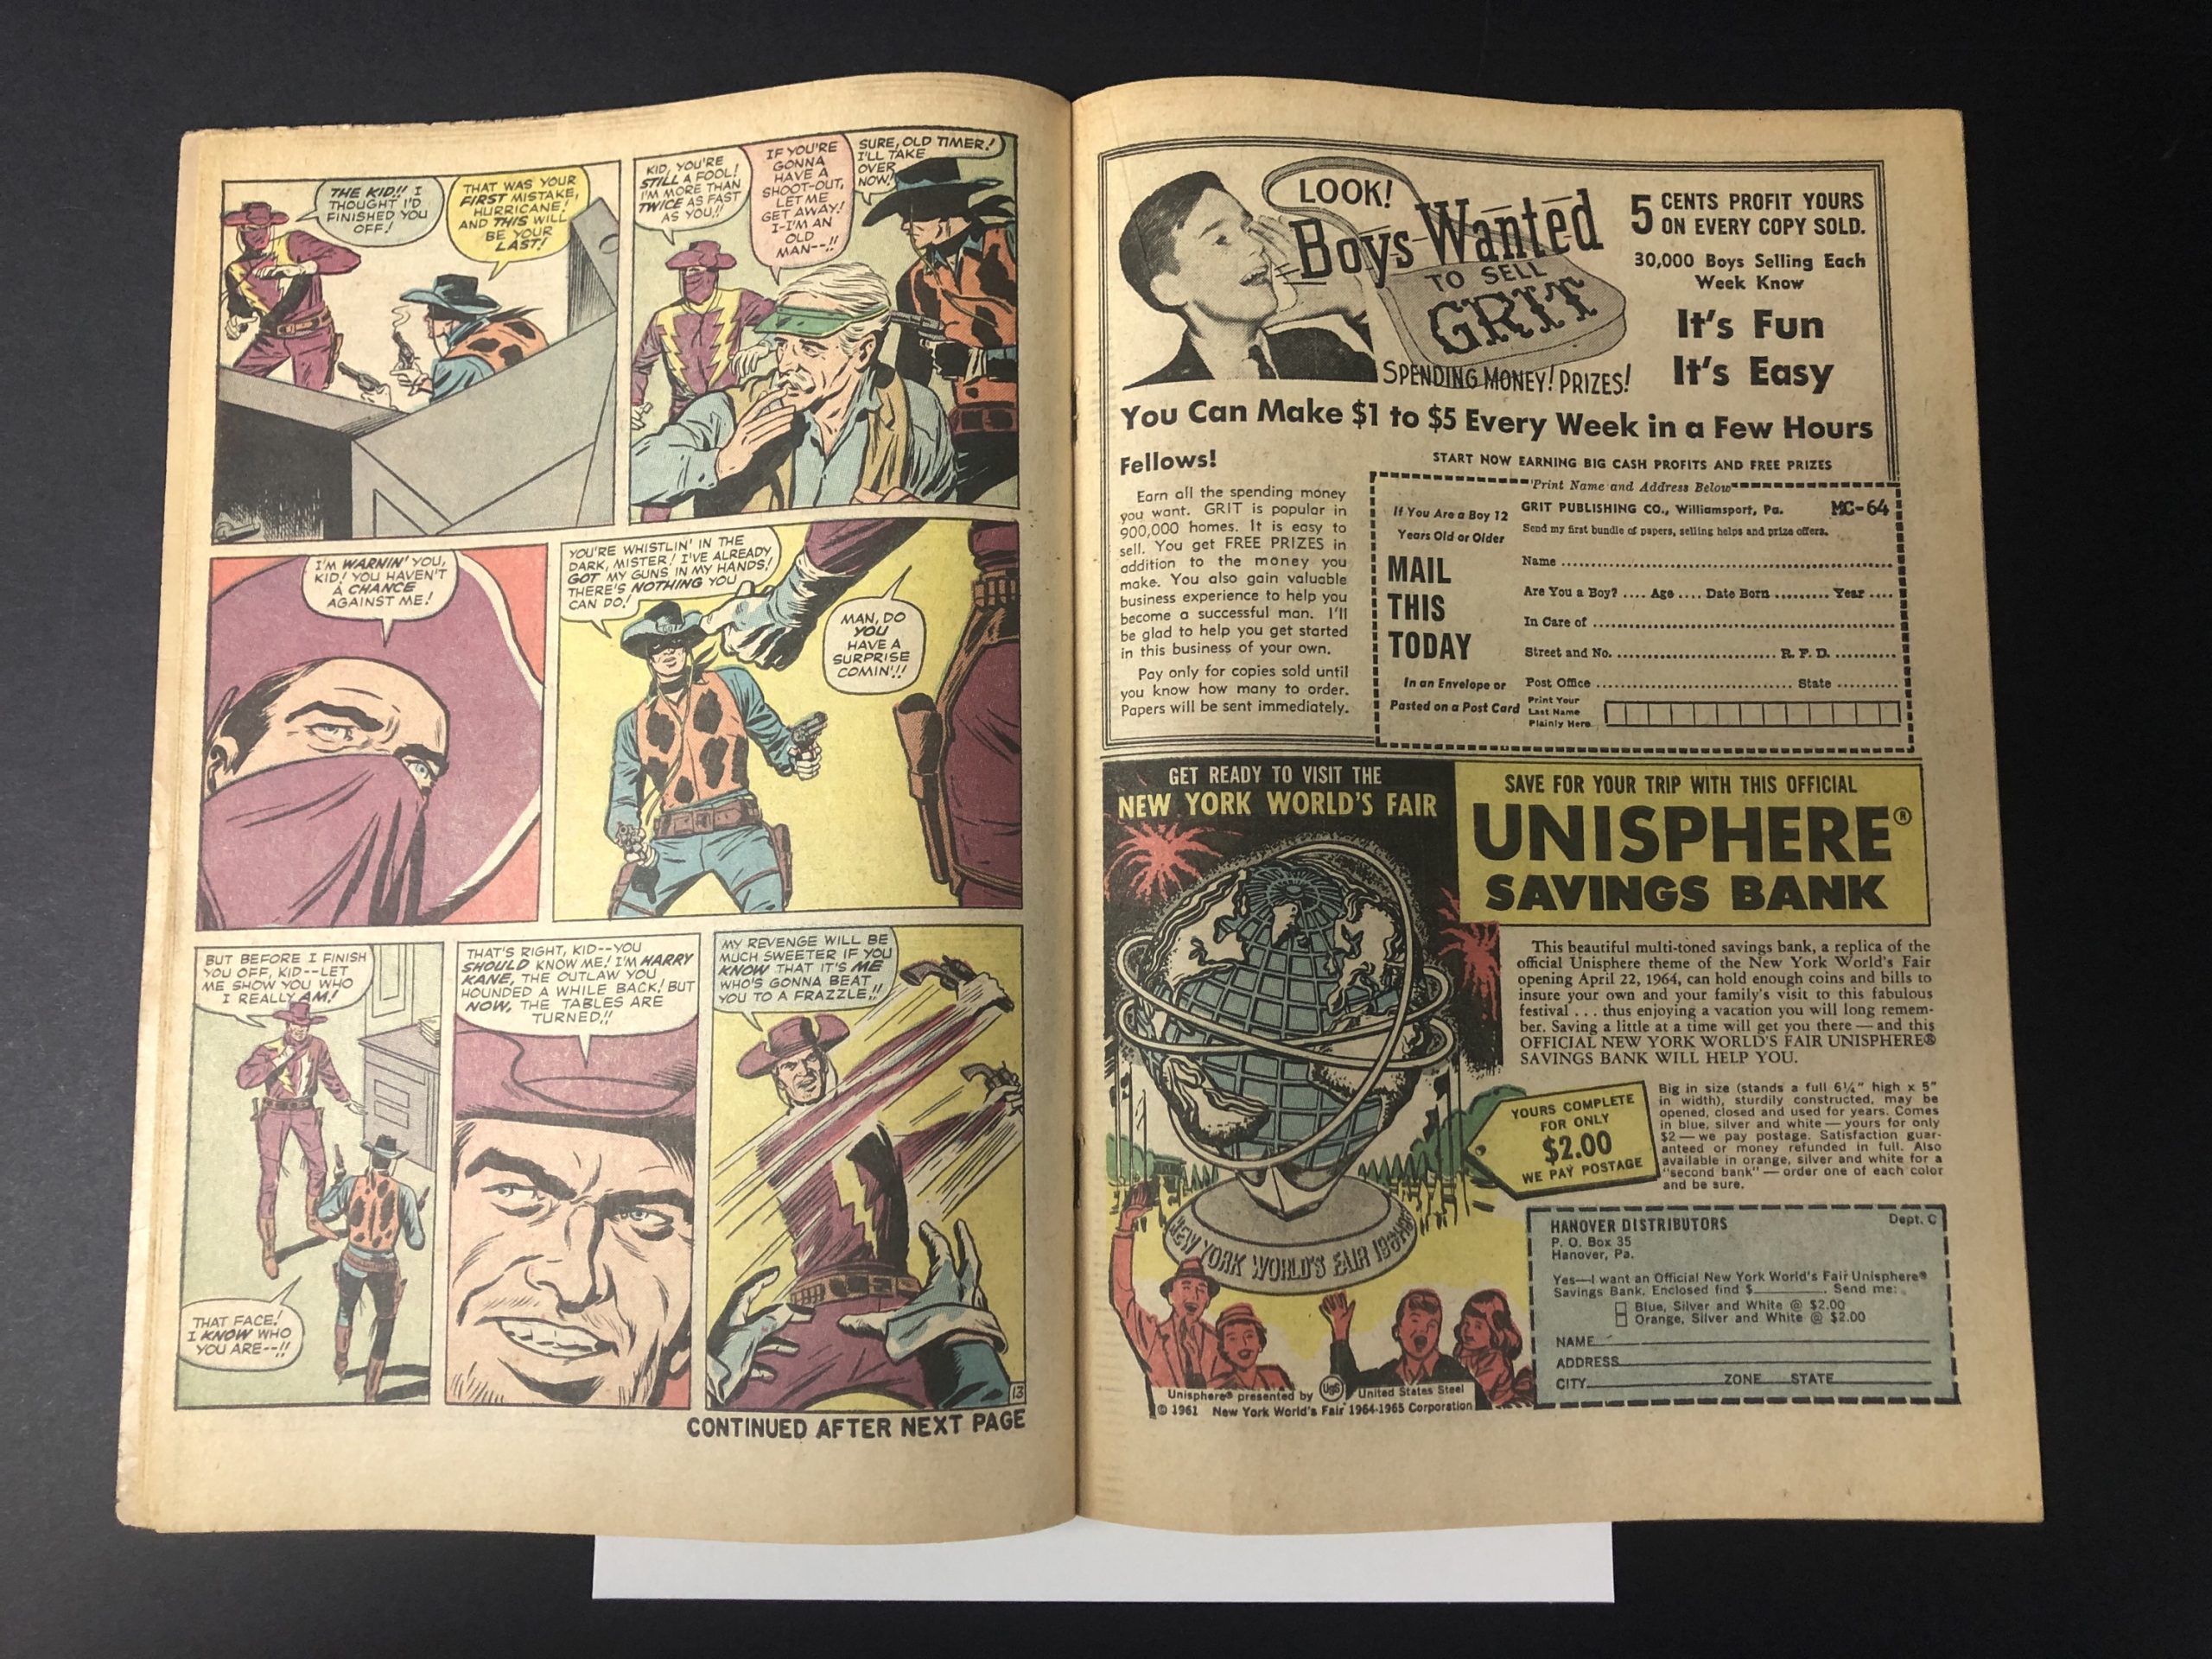 THE KID!! I
THOUGHT I'D
FINISHED YOU
OFF!
THAT WAS YOUR
FIRST MISTAKE,
HURRICANE!
AND THIS WILL
BE YOUR
LAST!
KID, YOU'RE
STILL A FOOL!
I'M MORE THAN
TWICE AS FAST
AS YOU!!
IF YOU'RE
GONNA
HAVE A
SHOOT-OUT,
LET ME
GET AWAY!
I-I'M AN
OLD
MAN--!!
SURE, OLD TIMER!
I'LL TAKE
OVER
NOW!
I'M WARNIN' YOU,
KID! YOU HAVEN'T
A CHANCE
AGAINST ME!
YOU'RE WHISTLIN' IN THE
DARK, MISTER! I'VE ALREADY
GOT MY GUNS IN MY HANDS!
THERE'S NOTHING YOU
CAN DO!
MAN, DO
YOU
HAVE A
SURPRISE
COMIN'!!
BUT BEFORE I FINISH
YOU OFF, KID--LET
ME SHOW YOU WHO
I REALLY AM!
THAT FACE!
I KNOW WHO
YOU ARE--!!
THAT'S RIGHT, KID--YOU
SHOULD KNOW ME! I'M HARRY
KANE, THE OUTLAW YOU
HOUNDED A WHILE BACK! BUT
NOW, THE TABLES ARE
TURNED!!
MY REVENGE WILL BE
MUCH SWEETER IF YOU
KNOW THAT IT'S ME
WHO'S GONNA BEAT
YOU TO A FRAZZLE!!
13
CONTINUED AFTER NEXT PAGE
LOOK!
Boys Wanted
TO SELL
GRIT
SPENDING MONEY! PRIZES!
5 CENTS PROFIT YOURS
ON EVERY COPY SOLD.
30,000 Boys Selling Each
Week Know
It's Fun
It's Easy
You Can Make $1 to $5 Every Week in a Few Hours
Fellows!
Earn all the spending money
you want. GRIT is popular in
900,000 homes. It is easy to
sell. You get FREE PRIZES in
addition to the money you
make. You also gain valuable
business experience to help you
become a successful man. I'll
be glad to help you get started
in this business of your own.
Pay only for copies sold until
you know how many to order.
Papers will be sent immediately.
START NOW EARNING BIG CASH PROFITS AND FREE PRIZES
Print Name and Address Below
If You Are a Boy 12
Years Old or Older
MAIL
THIS
TODAY
In an Envelope or
Pasted on a Post Card
GRIT PUBLISHING CO., Williamsport, Pa. MC-64
Send my first bundle of papers, selling helps and prize offers.
Name
Are You a Boy? .... Age .... Date Born ......... Year ....
In Care of
Street and No. R. F. D.
Post Office State
Print Your
Last Name
Plainly Here
GET READY TO VISIT THE
NEW YORK WORLD'S FAIR
SAVE FOR YOUR TRIP WITH THIS OFFICIAL
UNISPHERE®
SAVINGS BANK
This beautiful multi-toned savings bank, a replica of the
official Unisphere theme of the New York World's Fair
opening April 22, 1964, can hold enough coins and bills to
insure your own and your family's visit to this fabulous
festival . . . thus enjoying a vacation you will long remem-
ber. Saving a little at a time will get you there — and this
OFFICIAL NEW YORK WORLD'S FAIR UNISPHERE®
SAVINGS BANK WILL HELP YOU.
YOURS COMPLETE
FOR ONLY
$2.00
WE PAY POSTAGE
Big in size (stands a full 6¼" high x 5"
in width), sturdily constructed, may be
opened, closed and used for years. Comes
in blue, silver and white — yours for only
$2 — we pay postage. Satisfaction guar-
anteed or money refunded in full. Also
available in orange, silver and white for a
"second bank" — order one of each color
and be sure.
NEW YORK WORLD'S FAIR
Unisphere® presented by USS United States Steel
© 1961 New York World's Fair 1964-1965 Corporation
HANOVER DISTRIBUTORS Dept. C
P. O. Box 35
Hanover, Pa.
Yes—I want an Official New York World's Fair Unisphere®
Savings Bank. Enclosed find $________. Send me:
Blue, Silver and White @ $2.00
Orange, Silver and White @ $2.00
NAME
ADDRESS
CITY ZONE STATE